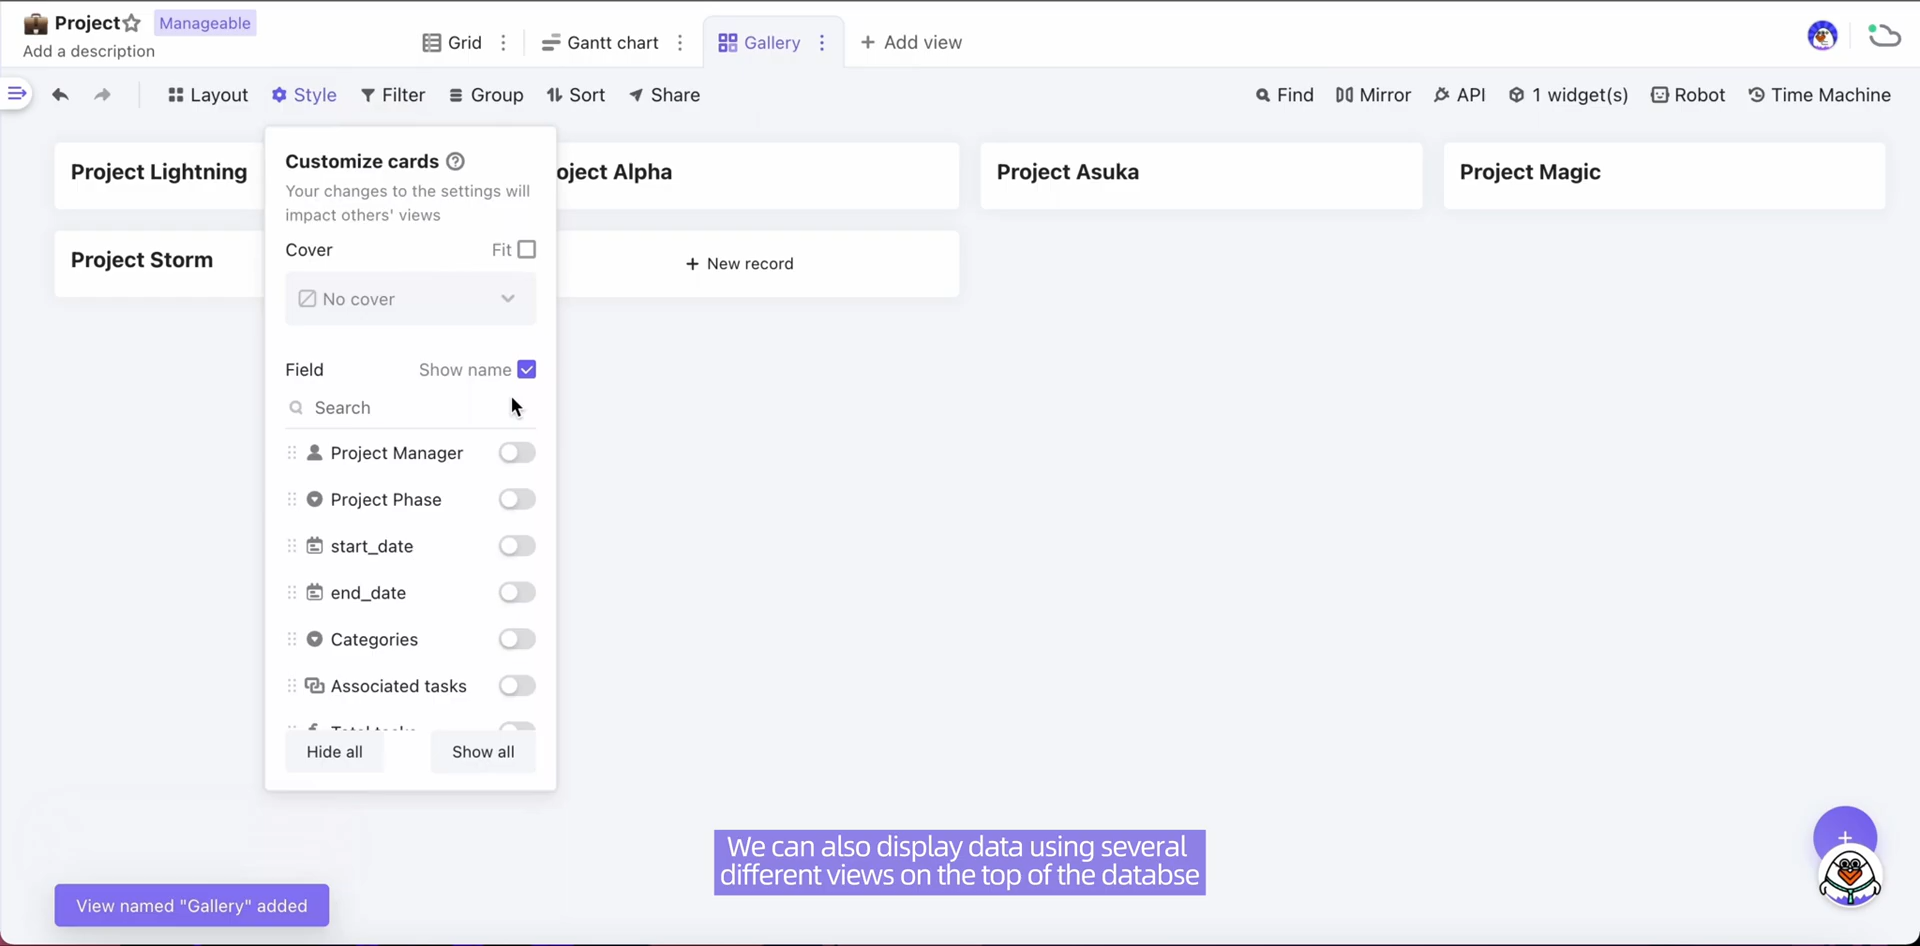 Project
Manageable
Add a description
Grid
Gantt chart
Gallery
+ Add view
Layout
Style
Filter
Group
Sort
Share
Find
Mirror
API
1 widget(s)
Robot
Time Machine
Project Lightning
oject Alpha
Project Asuka
Project Magic
Project Storm
+ New record
Customize cards
Your changes to the settings will
impact others' views
Cover
Fit
No cover
Field
Show name
Search
Project Manager
Project Phase
start_date
end_date
Categories
Associated tasks
Hide all
Show all
We can also display data using several
different views on the top of the databse
View named "Gallery" added